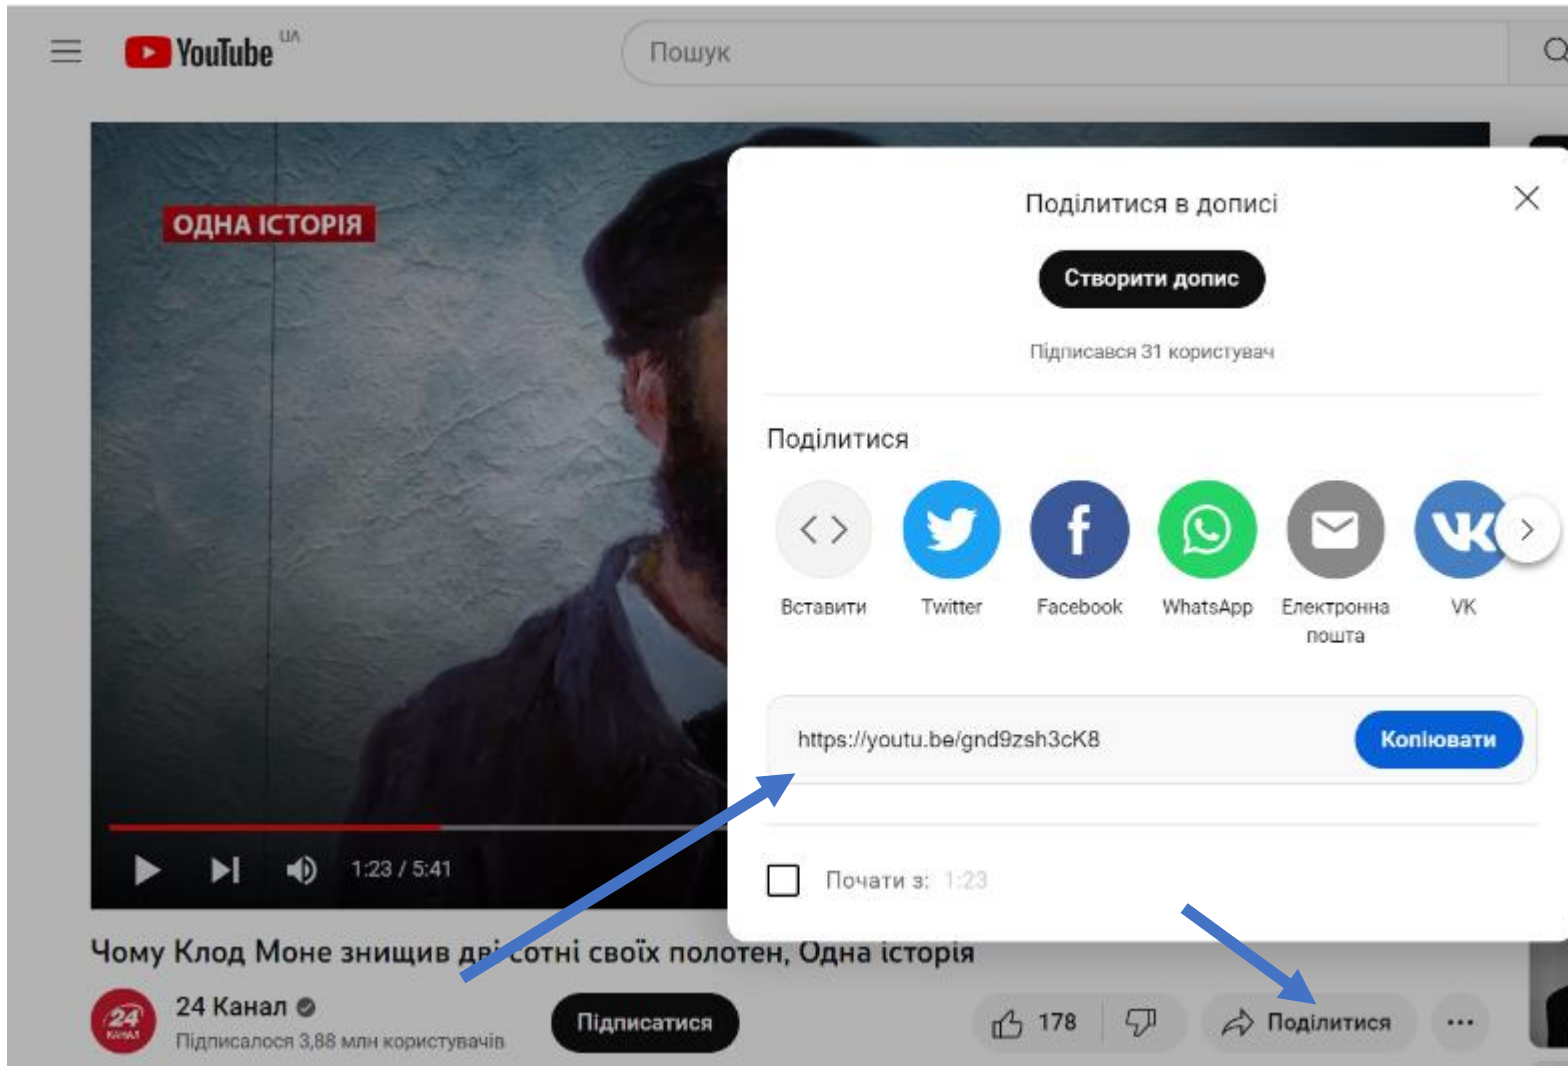 YouTube UA
Пошук
ОДНА ІСТОРІЯ
Поділитися в дописі
Створити допис
Підписався 31 користувач
Поділитися
Вставити
Twitter
Facebook
WhatsApp
Електронна
пошта
VK
https://youtu.be/gnd9zsh3cK8
Копіювати
Почати з: 1:23
1:23 / 5:41
Чому Клод Моне знищив дві сотні своїх полотен, Одна історія
24 Канал
Підписалося 3,88 млн користувачів
24
КАНАЛ
Підписатися
178
Поділитися